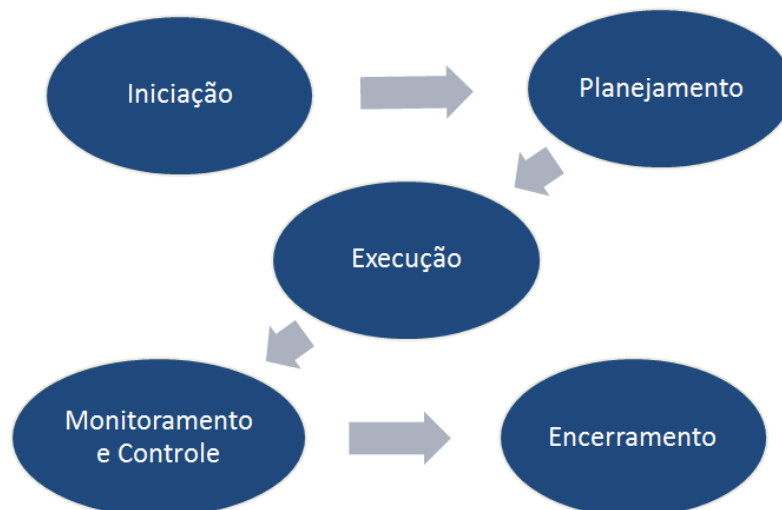 Iniciação
Planejamento
Execução
Monitoramento
e Controle
Encerramento